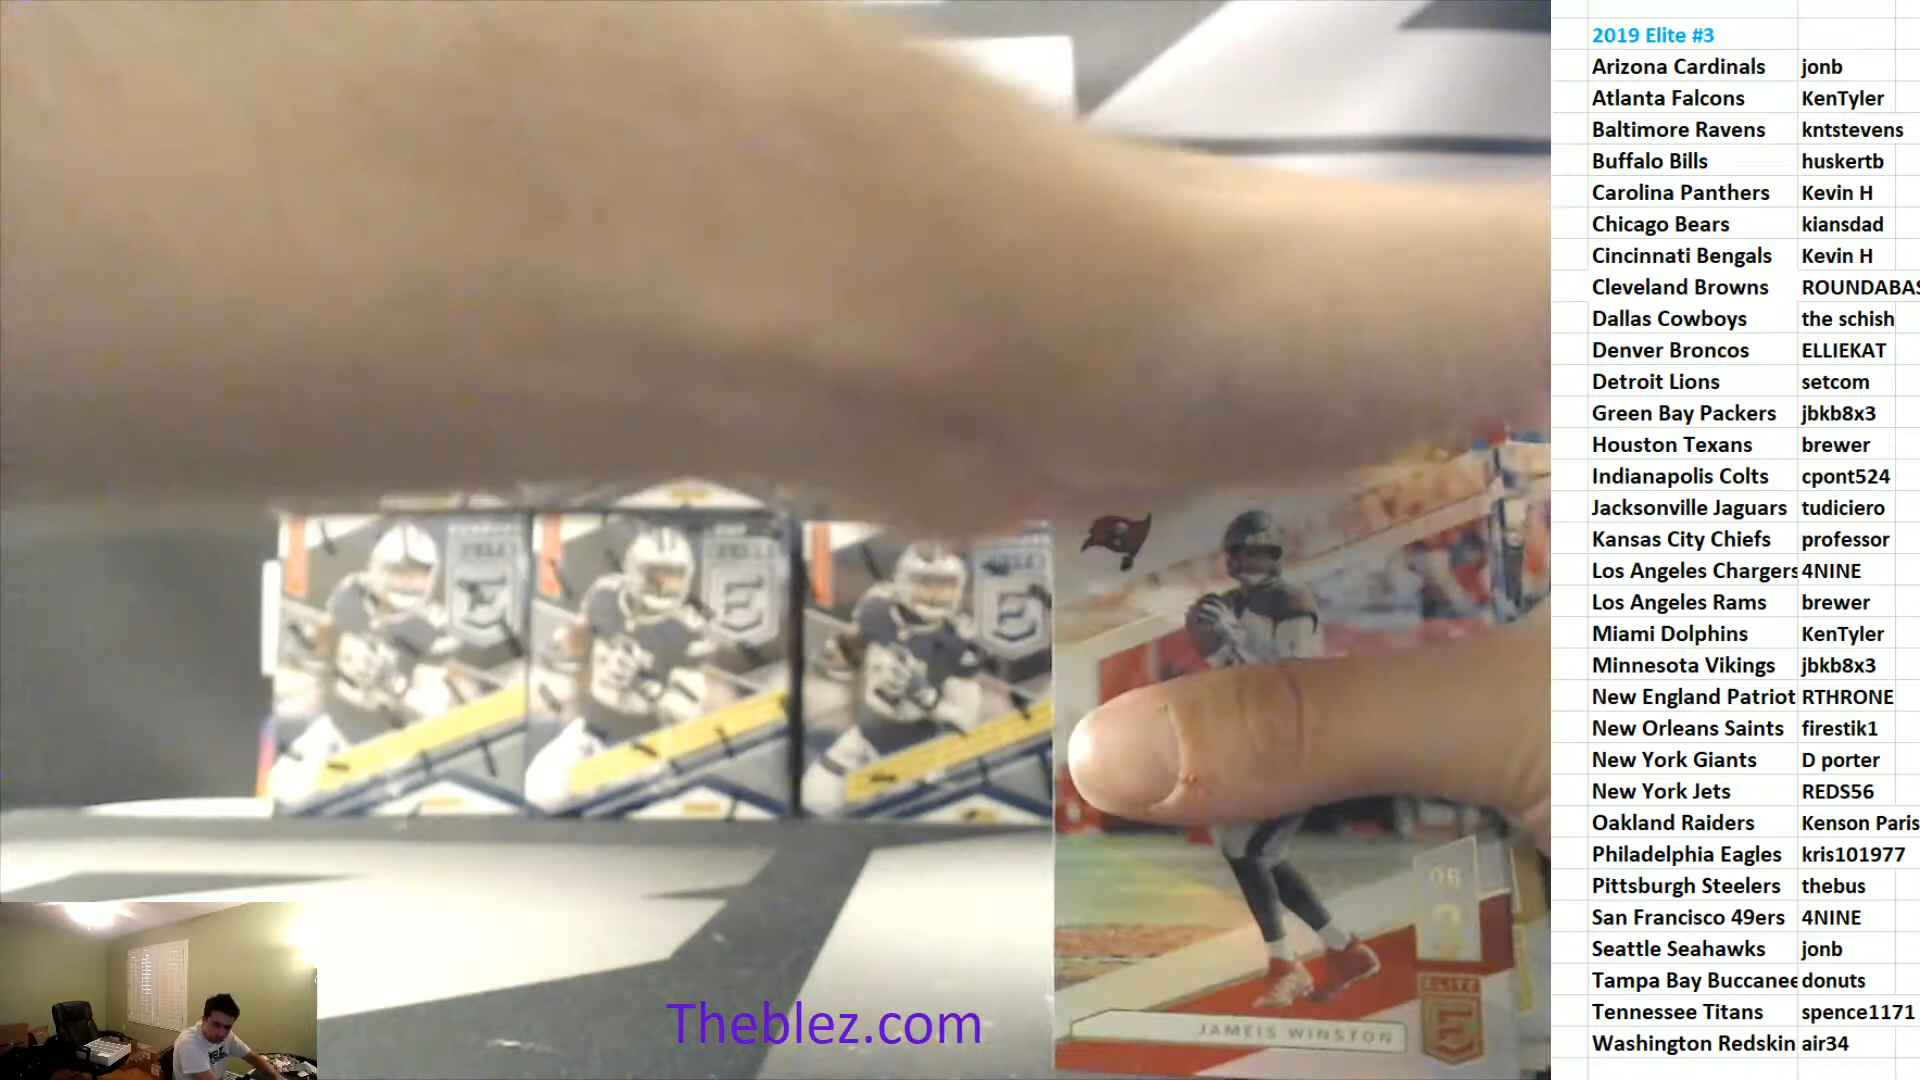 2019 Elite #3
Arizona Cardinals jonb
Atlanta Falcons KenTyler
Baltimore Ravens kntstevens
Buffalo Bills huskertb
Carolina Panthers Kevin H
Chicago Bears kiansdad
Cincinnati Bengals Kevin H
Cleveland Browns ROUNDABAS
Dallas Cowboys the schish
Denver Broncos ELLIEKAT
Detroit Lions setcom
Green Bay Packers jbkb8x3
Houston Texans brewer
Indianapolis Colts cpont524
Jacksonville Jaguars tudiciero
Kansas City Chiefs professor
Los Angeles Chargers 4NINE
Los Angeles Rams brewer
Miami Dolphins KenTyler
Minnesota Vikings jbkb8x3
New England Patriot RTHRONE
New Orleans Saints firestik1
New York Giants D porter
New York Jets REDS56
Oakland Raiders Kenson Paris
Philadelphia Eagles kris101977
Pittsburgh Steelers thebus
San Francisco 49ers 4NINE
Seattle Seahawks jonb
Tampa Bay Buccanee donuts
Tennessee Titans spence1171
Washington Redskin air34
QB
3
ELITE
E
JAMEIS WINSTON
Theblez.com